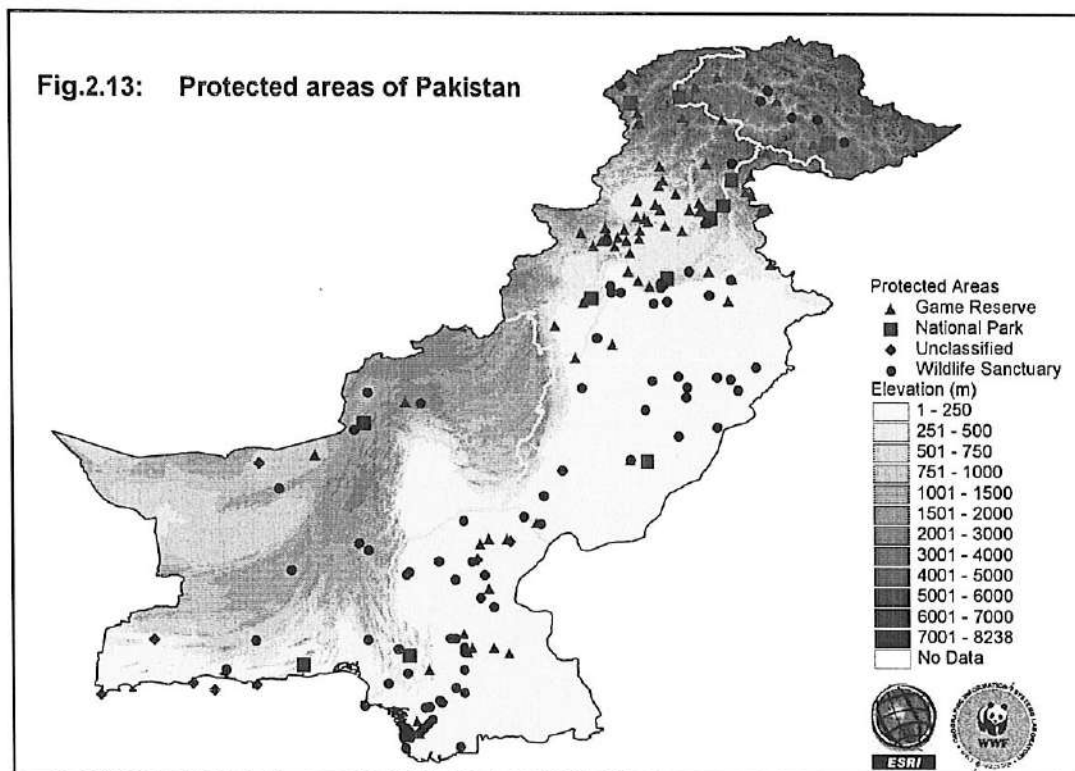 Fig.2.13: Protected areas of Pakistan
Protected Areas
Game Reserve
National Park
Unclassified
Wildlife Sanctuary
Elevation (m)
1 - 250
251 - 500
501 - 750
751 - 1000
1001 - 1500
1501 - 2000
2001 - 3000
3001 - 4000
4001 - 5000
5001 - 6000
6001 - 7000
7001 - 8238
No Data
ESRI
WWF